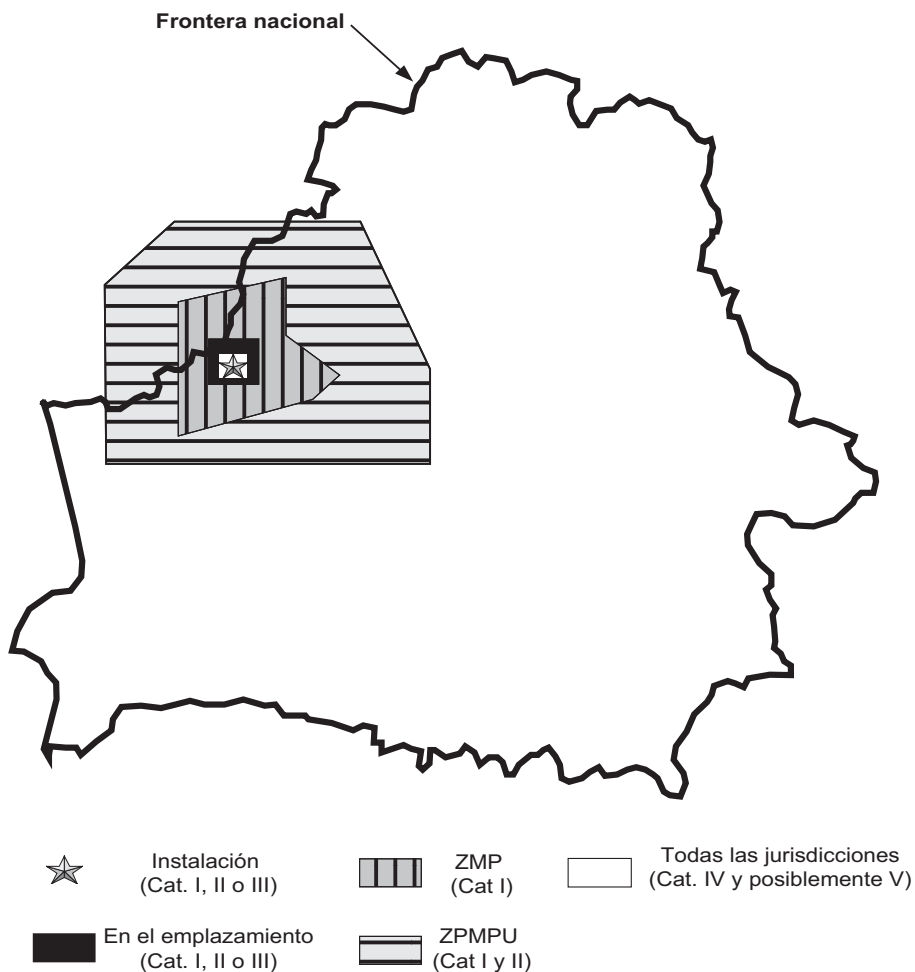 Frontera nacional
Instalación
(Cat. I, II o III)
ZMP
(Cat I)
Todas las jurisdicciones
(Cat. IV y posiblemente V)
En el emplazamiento
(Cat. I, II o III)
ZPMPU
(Cat I y II)